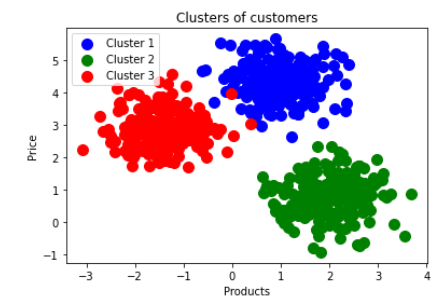 Clusters of customers
Cluster 1
Cluster 2
Cluster 3
5
4
3
2
1
0
−1
Price
−3
−2
−1
0
1
2
3
4
Products